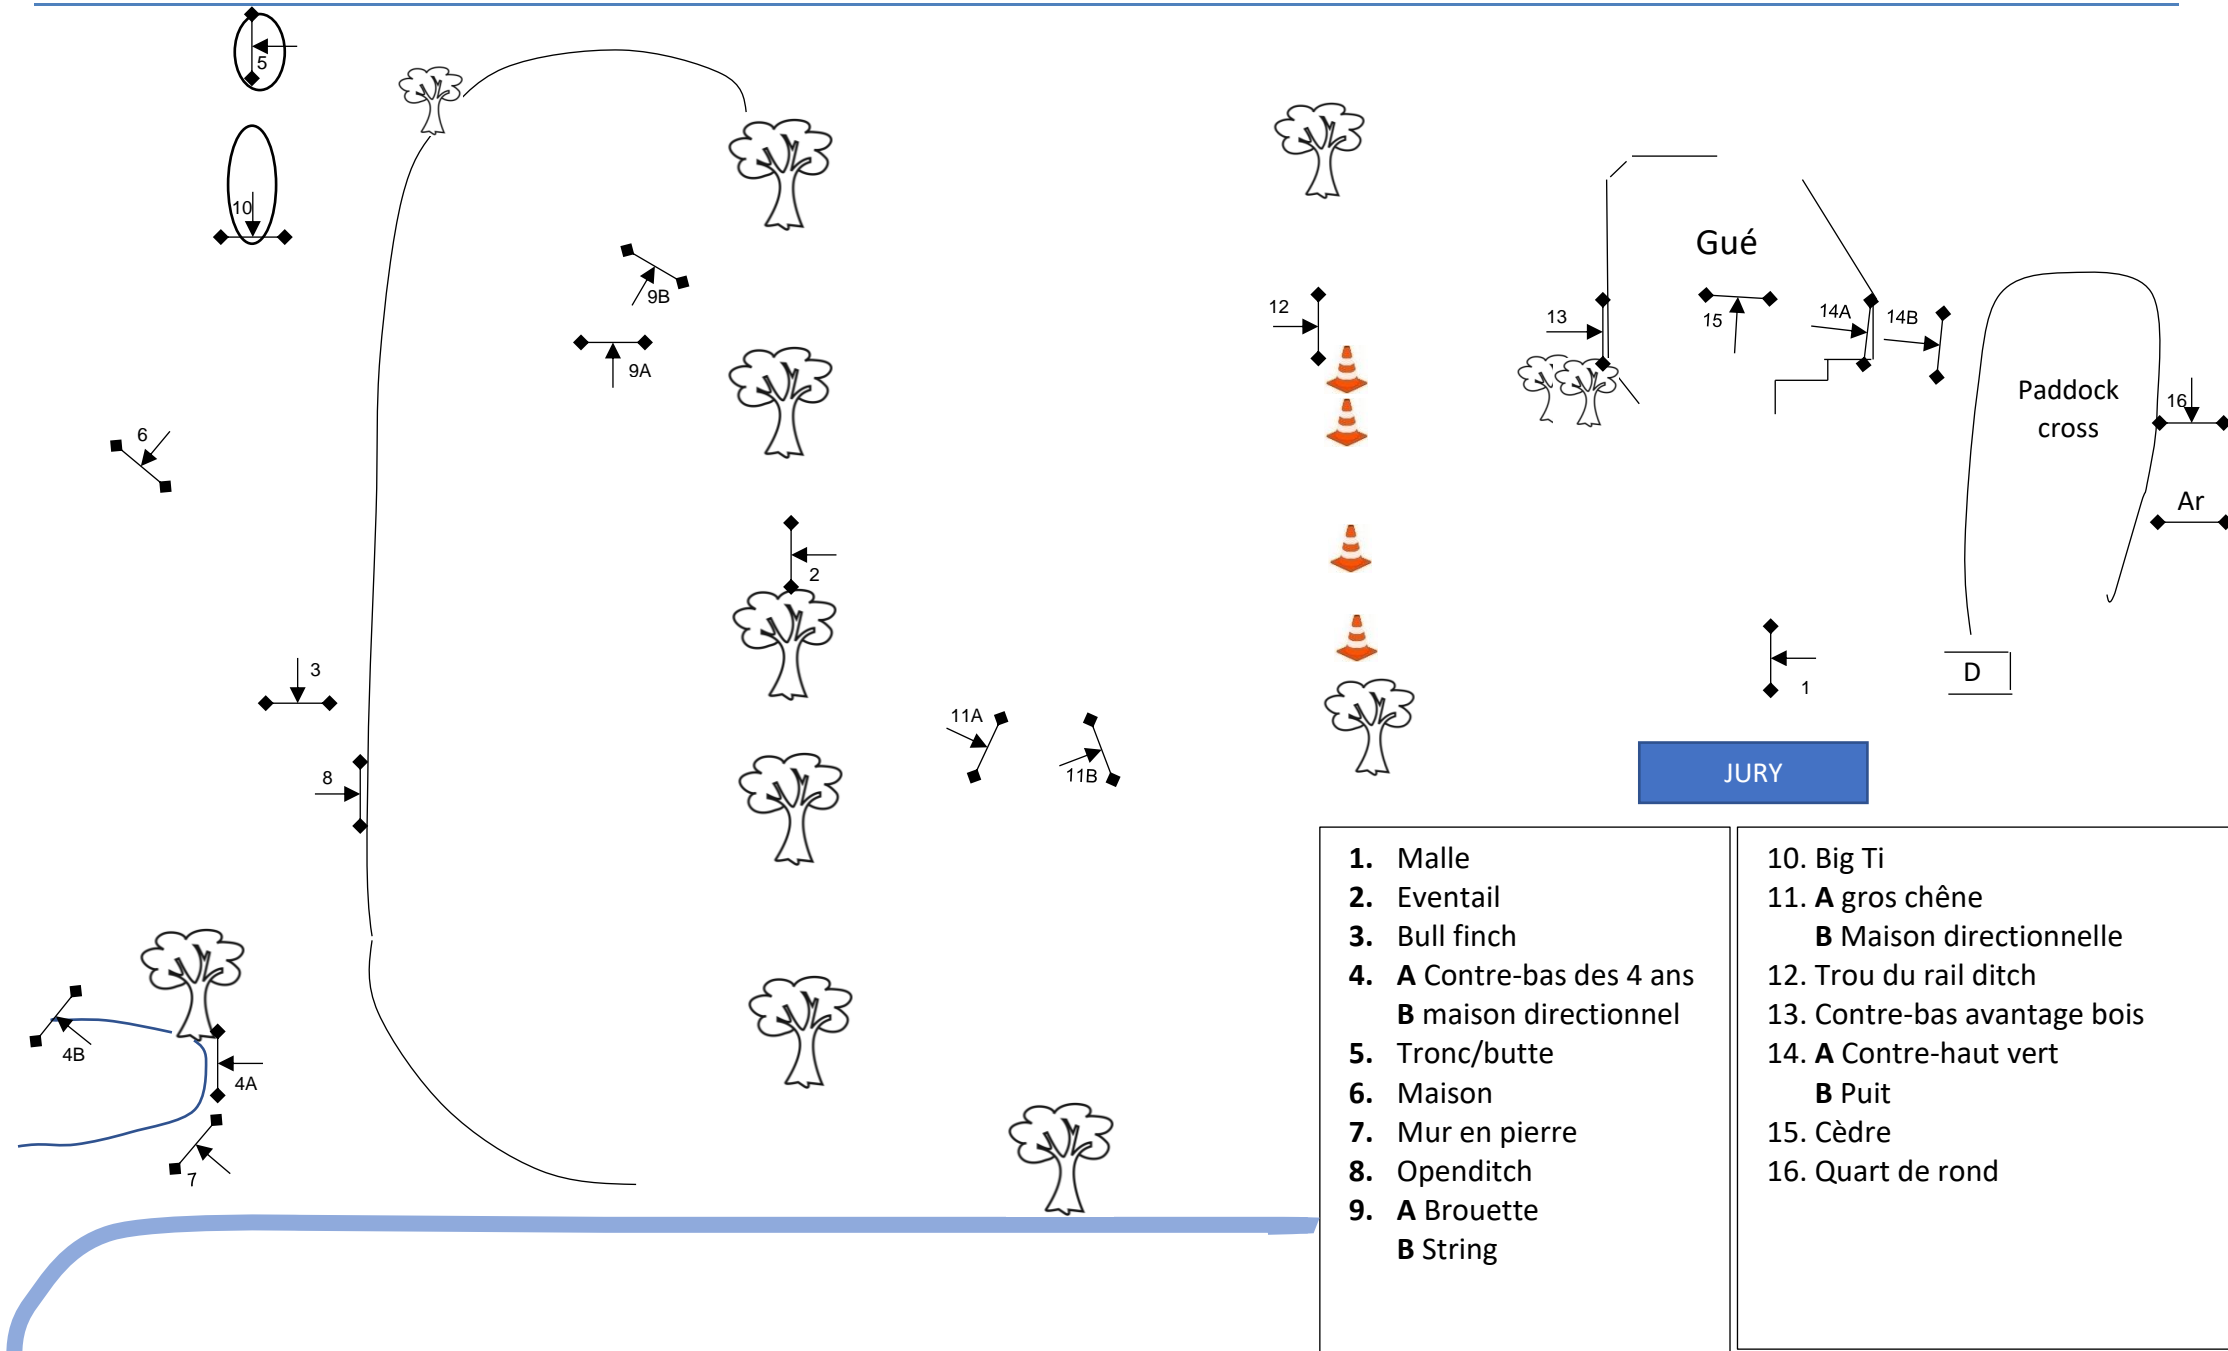 5
10
9B
9A
6
2
3
8
4B
4A
7
11A
11B
12
13
Gué
15
14A
14B
Paddock
cross
16
Ar
1
D
JURY
1. Malle
2. Eventail
3. Bull finch
4. A Contre-bas des 4 ans
B maison directionnel
5. Tronc/butte
6. Maison
7. Mur en pierre
8. Openditch
9. A Brouette
B String
10. Big Ti
11. A gros chêne
B Maison directionnelle
12. Trou du rail ditch
13. Contre-bas avantage bois
14. A Contre-haut vert
B Puit
15. Cèdre
16. Quart de rond